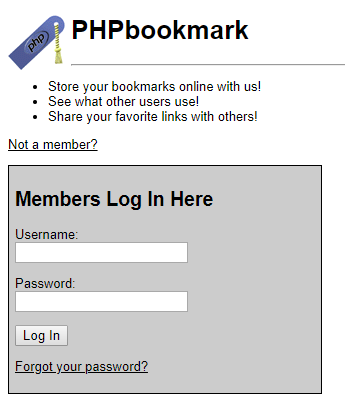 php
PHPbookmark
Store your bookmarks online with us!
See what other users use!
Share your favorite links with others!
Not a member?
Members Log In Here
Username:
Password:
Log In
Forgot your password?